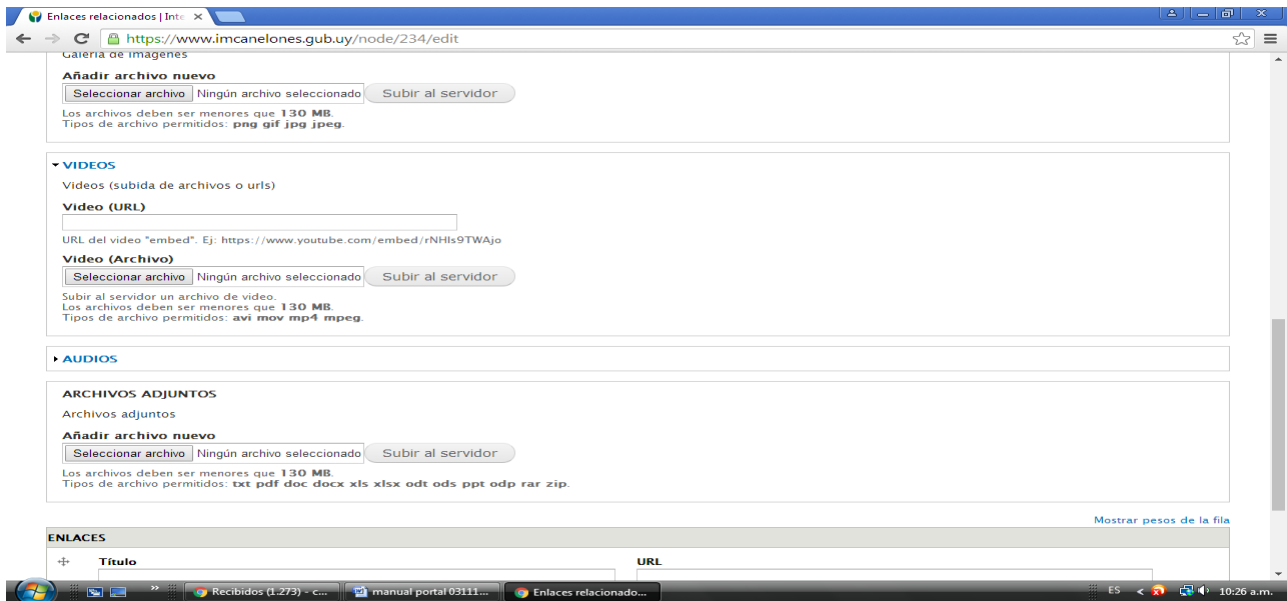 Enlaces relacionados | Inte
https://www.imcanelones.gub.uy/node/234/edit
Galería de imágenes
Añadir archivo nuevo
Seleccionar archivo Ningún archivo seleccionado Subir al servidor
Los archivos deben ser menores que 130 MB.
Tipos de archivo permitidos: png gif jpg jpeg.
VIDEOS
Videos (subida de archivos o urls)
Video (URL)
URL del video "embed". Ej: https://www.youtube.com/embed/rNHIs9TWAjo
Video (Archivo)
Seleccionar archivo Ningún archivo seleccionado Subir al servidor
Subir al servidor un archivo de video.
Los archivos deben ser menores que 130 MB.
Tipos de archivo permitidos: avi mov mp4 mpeg.
AUDIOS
ARCHIVOS ADJUNTOS
Archivos adjuntos
Añadir archivo nuevo
Seleccionar archivo Ningún archivo seleccionado Subir al servidor
Los archivos deben ser menores que 130 MB.
Tipos de archivo permitidos: txt pdf doc docx xls xlsx odt ods ppt odp rar zip.
Mostrar pesos de la fila
ENLACES
Título URL
Recibidos (1.273) - c... manual portal 03111... Enlaces relacionado... ES 10:26 a.m.